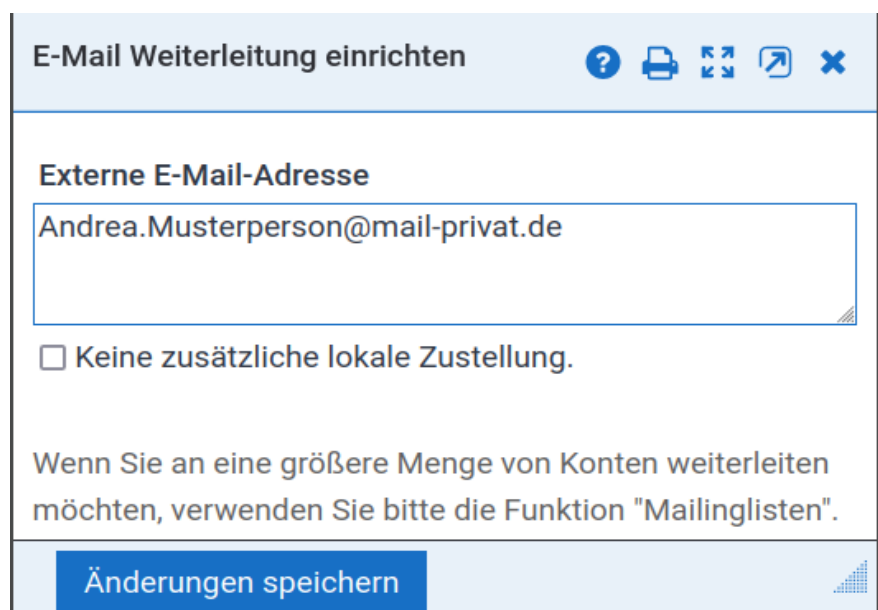 E-Mail Weiterleitung einrichten
Externe E-Mail-Adresse
Andrea.Musterperson@mail-privat.de
Keine zusätzliche lokale Zustellung.
Wenn Sie an eine größere Menge von Konten weiterleiten
möchten, verwenden Sie bitte die Funktion "Mailinglisten".
Änderungen speichern